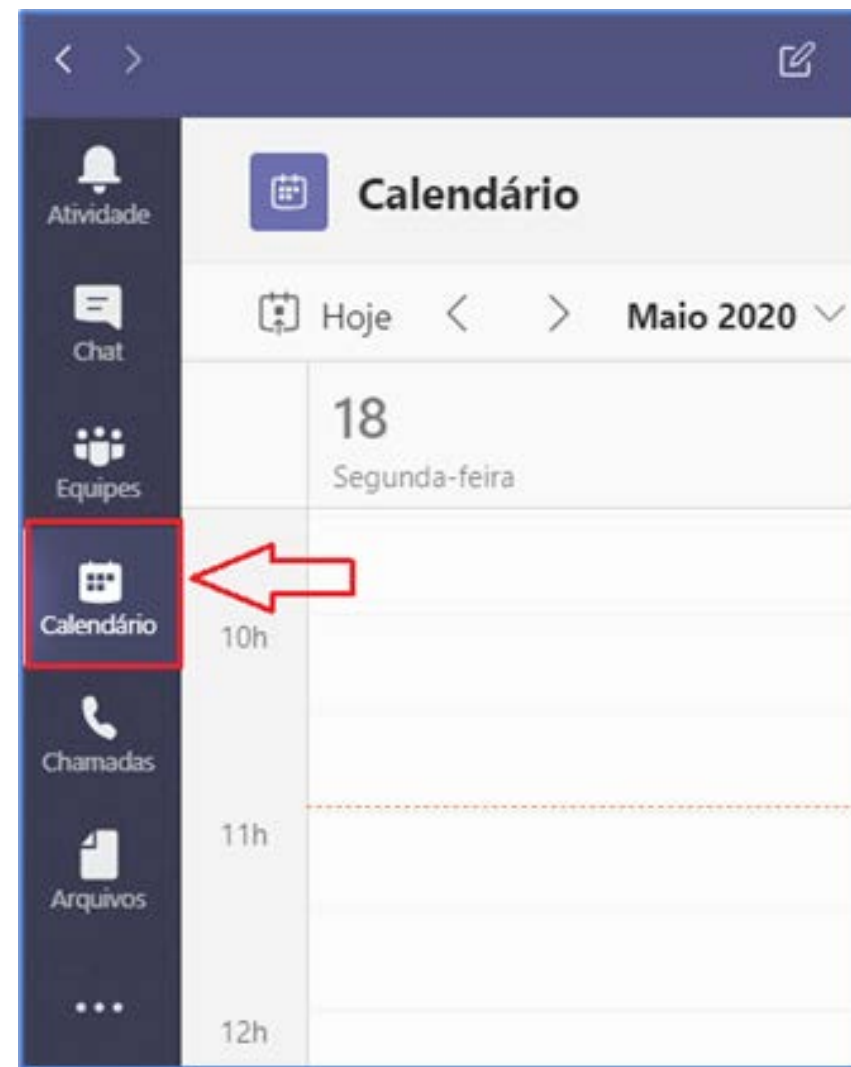 Atividade
Chat
Equipes
Calendário
Chamadas
Arquivos
Calendário
Hoje Maio 2020
18
Segunda-feira
10h
11h
12h